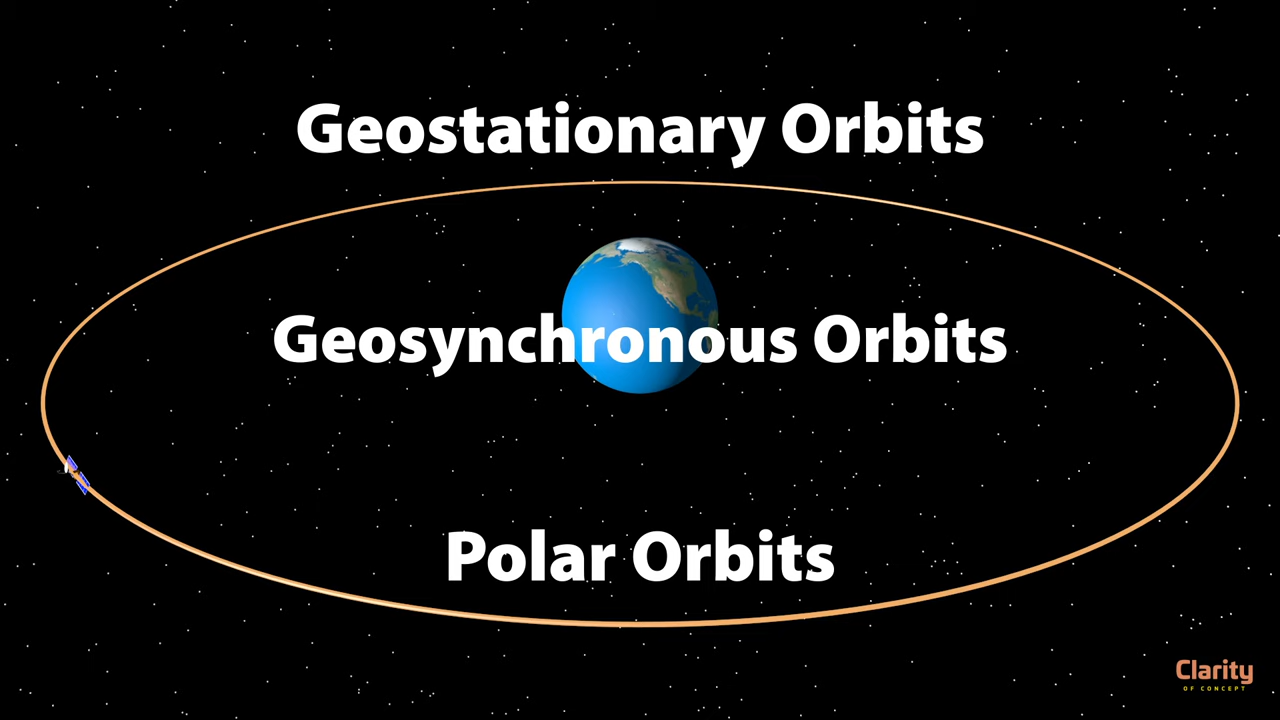 Geostationary Orbits
Geosynchronous Orbits
Polar Orbits
Clarity
OF CONCEPT